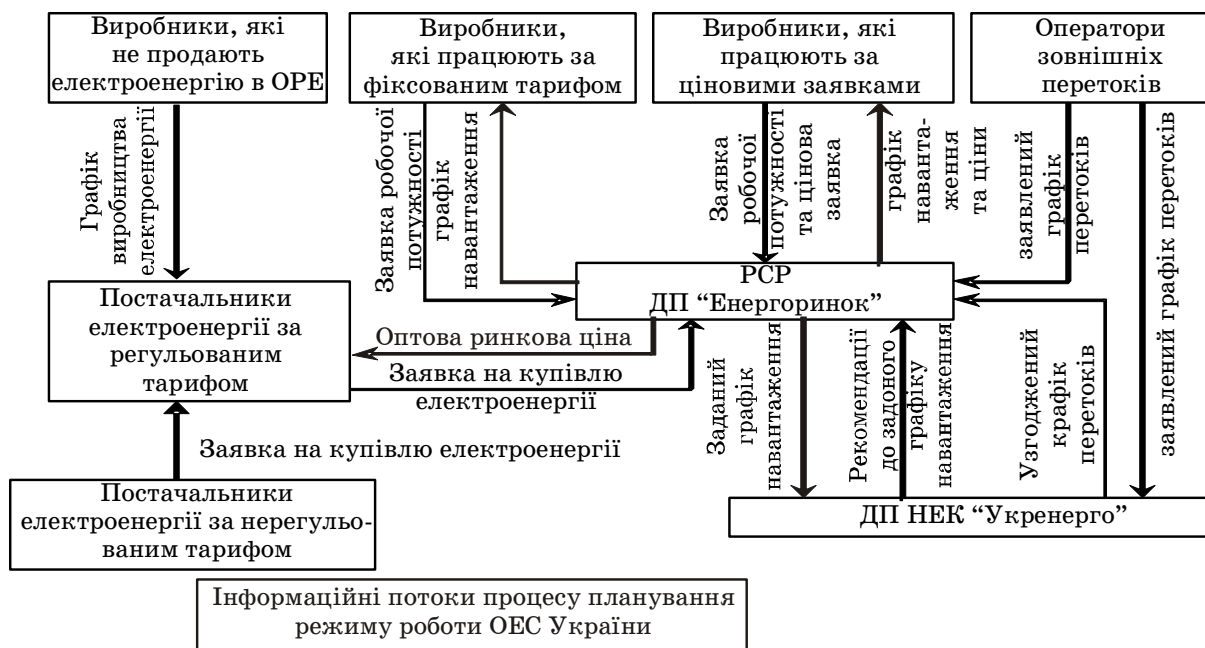 Виробники, які
не продають
електроенергію в ОРЕ
Виробники,
які працюють за
фіксованим тарифом
Виробники, які
працюють за
ціновими заявками
Оператори
зовнішніх
перетоків
Графік
виробництва
електроенергії
Заявка робочої
потужності
графік
навантаження
Заявка
робочої
потужності
та цінова
заявка
графік
наванта-
ження
та ціни
заявлений
графік
перетоків
заявлений графік перетоків
РСР
ДП “Енергоринок”
Постачальники
електроенергії за
регульованим
тарифом
Оптова ринкова ціна
Заявка на купівлю
електроенергії
Заданий
графік
навантаження
Рекомендації
до задоного
графіку
навантаження
Узгоджений
крафік
перетоків
Заявка на купівлю електроенергії
Постачальники
електроенергії за нерегульо-
ваним тарифом
ДП НЕК “Укренерго”
Інформаційні потоки процесу планування
режиму роботи ОЕС України